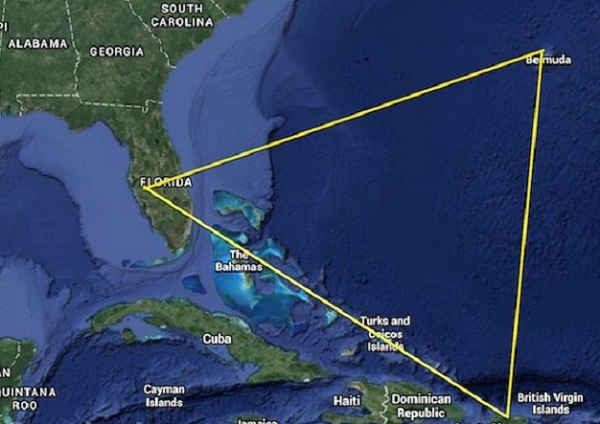 SOUTH
CAROLINA
ALABAMA
GEORGIA
Bermuda
FLORIDA
The
Bahamas
Turks and
Caicos
Islands
Cuba
Cayman
Islands
Haiti
Dominican
Republic
British Virgin
Islands
QUINTANA
ROO
Jamaica